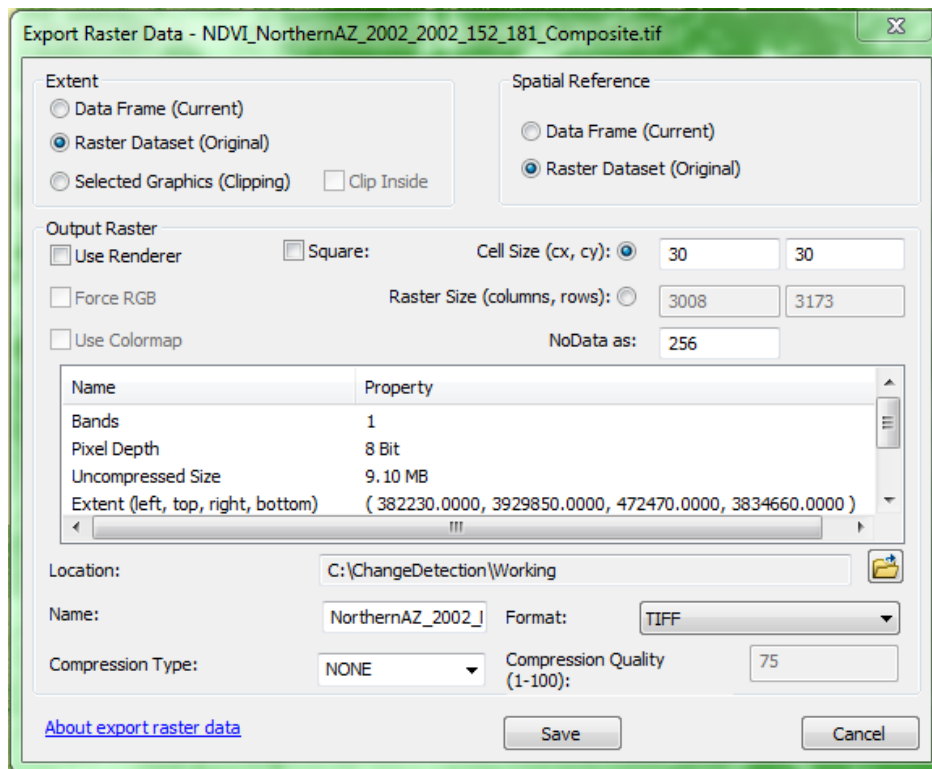 Export Raster Data - NDVI_NorthernAZ_2002_2002_152_181_Composite.tif
Extent
Data Frame (Current)
Raster Dataset (Original)
Selected Graphics (Clipping) Clip Inside
Spatial Reference
Data Frame (Current)
Raster Dataset (Original)
Output Raster
Use Renderer Square: Cell Size (cx, cy): 30 30
Force RGB Raster Size (columns, rows): 3008 3173
Use Colormap NoData as: 256
Name Property
Bands 1
Pixel Depth 8 Bit
Uncompressed Size 9.10 MB
Extent (left, top, right, bottom) ( 382230.0000, 3929850.0000, 472470.0000, 3834660.0000 )
Location: C:\ChangeDetection\Working
Name: NorthernAZ_2002_ Format: TIFF
Compression Type: NONE Compression Quality (1-100): 75
About export raster data Save Cancel